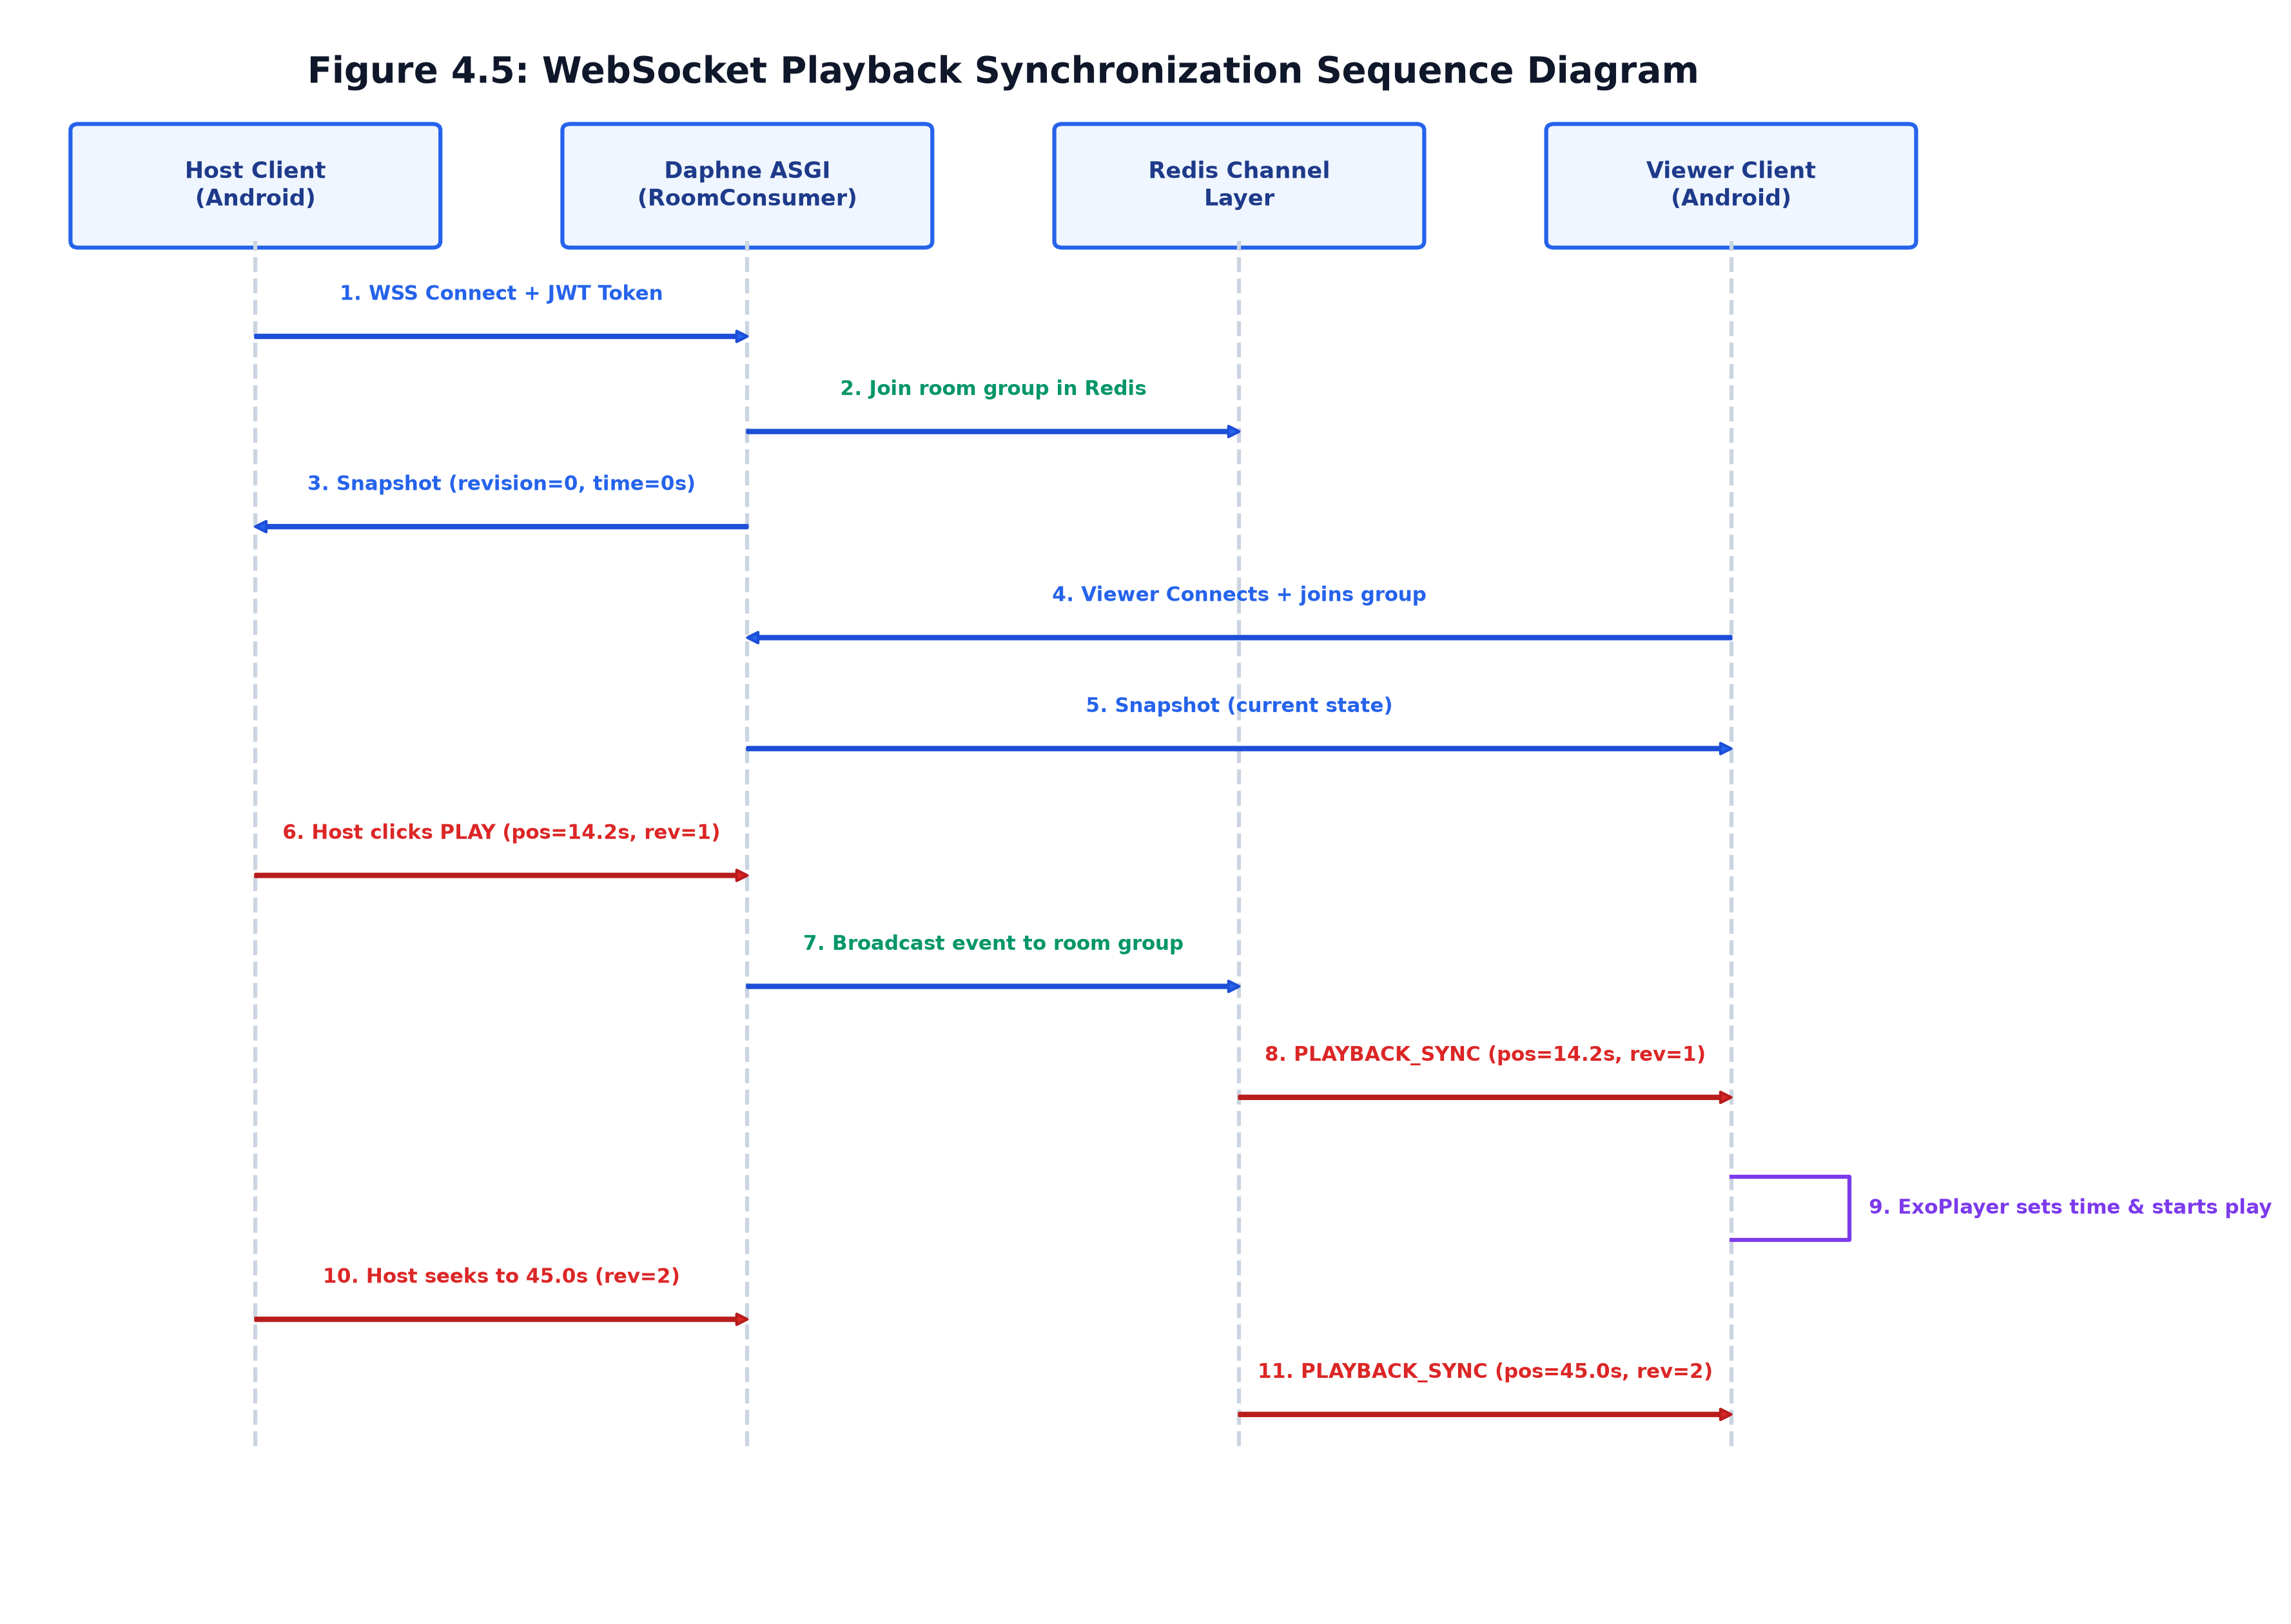 Figure 4.5: WebSocket Playback Synchronization Sequence Diagram
Host Client
(Android)
Daphne ASGI
(RoomConsumer)
Redis Channel
Layer
Viewer Client
(Android)
1. WSS Connect + JWT Token
2. Join room group in Redis
3. Snapshot (revision=0, time=0s)
4. Viewer Connects + joins group
5. Snapshot (current state)
6. Host clicks PLAY (pos=14.2s, rev=1)
7. Broadcast event to room group
8. PLAYBACK_SYNC (pos=14.2s, rev=1)
9. ExoPlayer sets time & starts play
10. Host seeks to 45.0s (rev=2)
11. PLAYBACK_SYNC (pos=45.0s, rev=2)